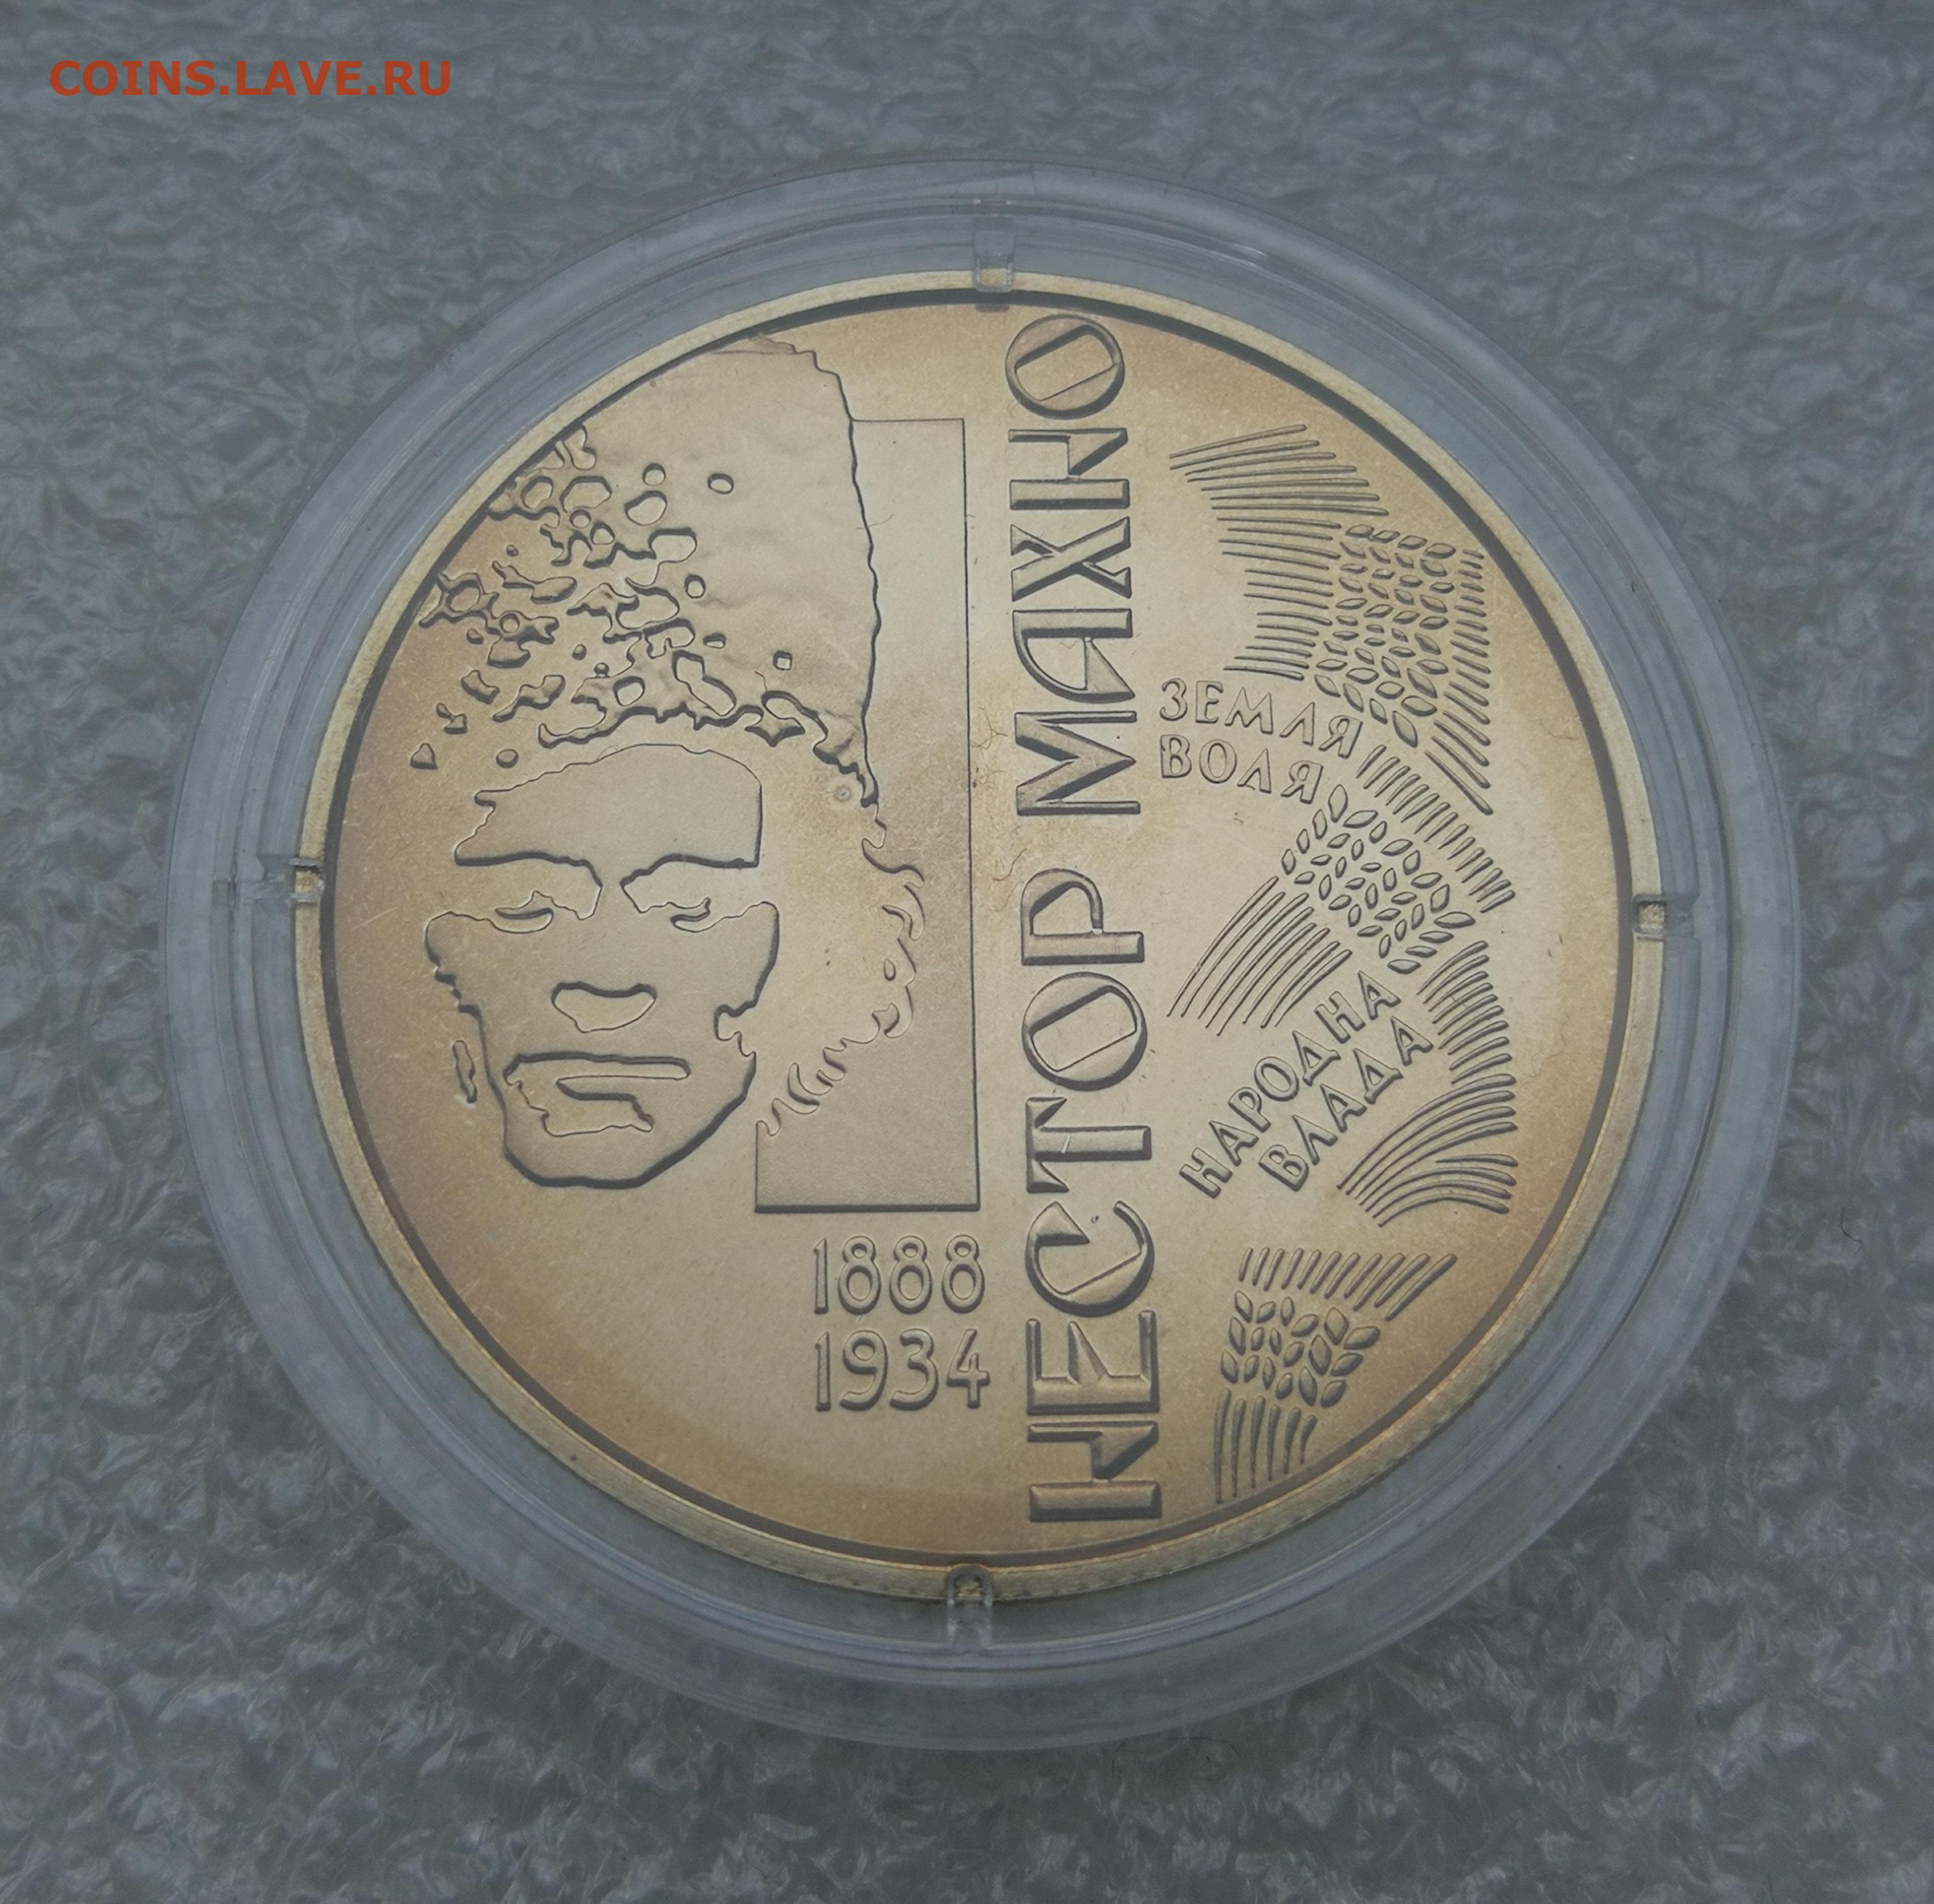 COINS.LAVE.RU
НЕСТОР МАХНО
1888
1934
ЗЕМЛЯ
ВОЛЯ
НАРОДНА
ВЛАДА